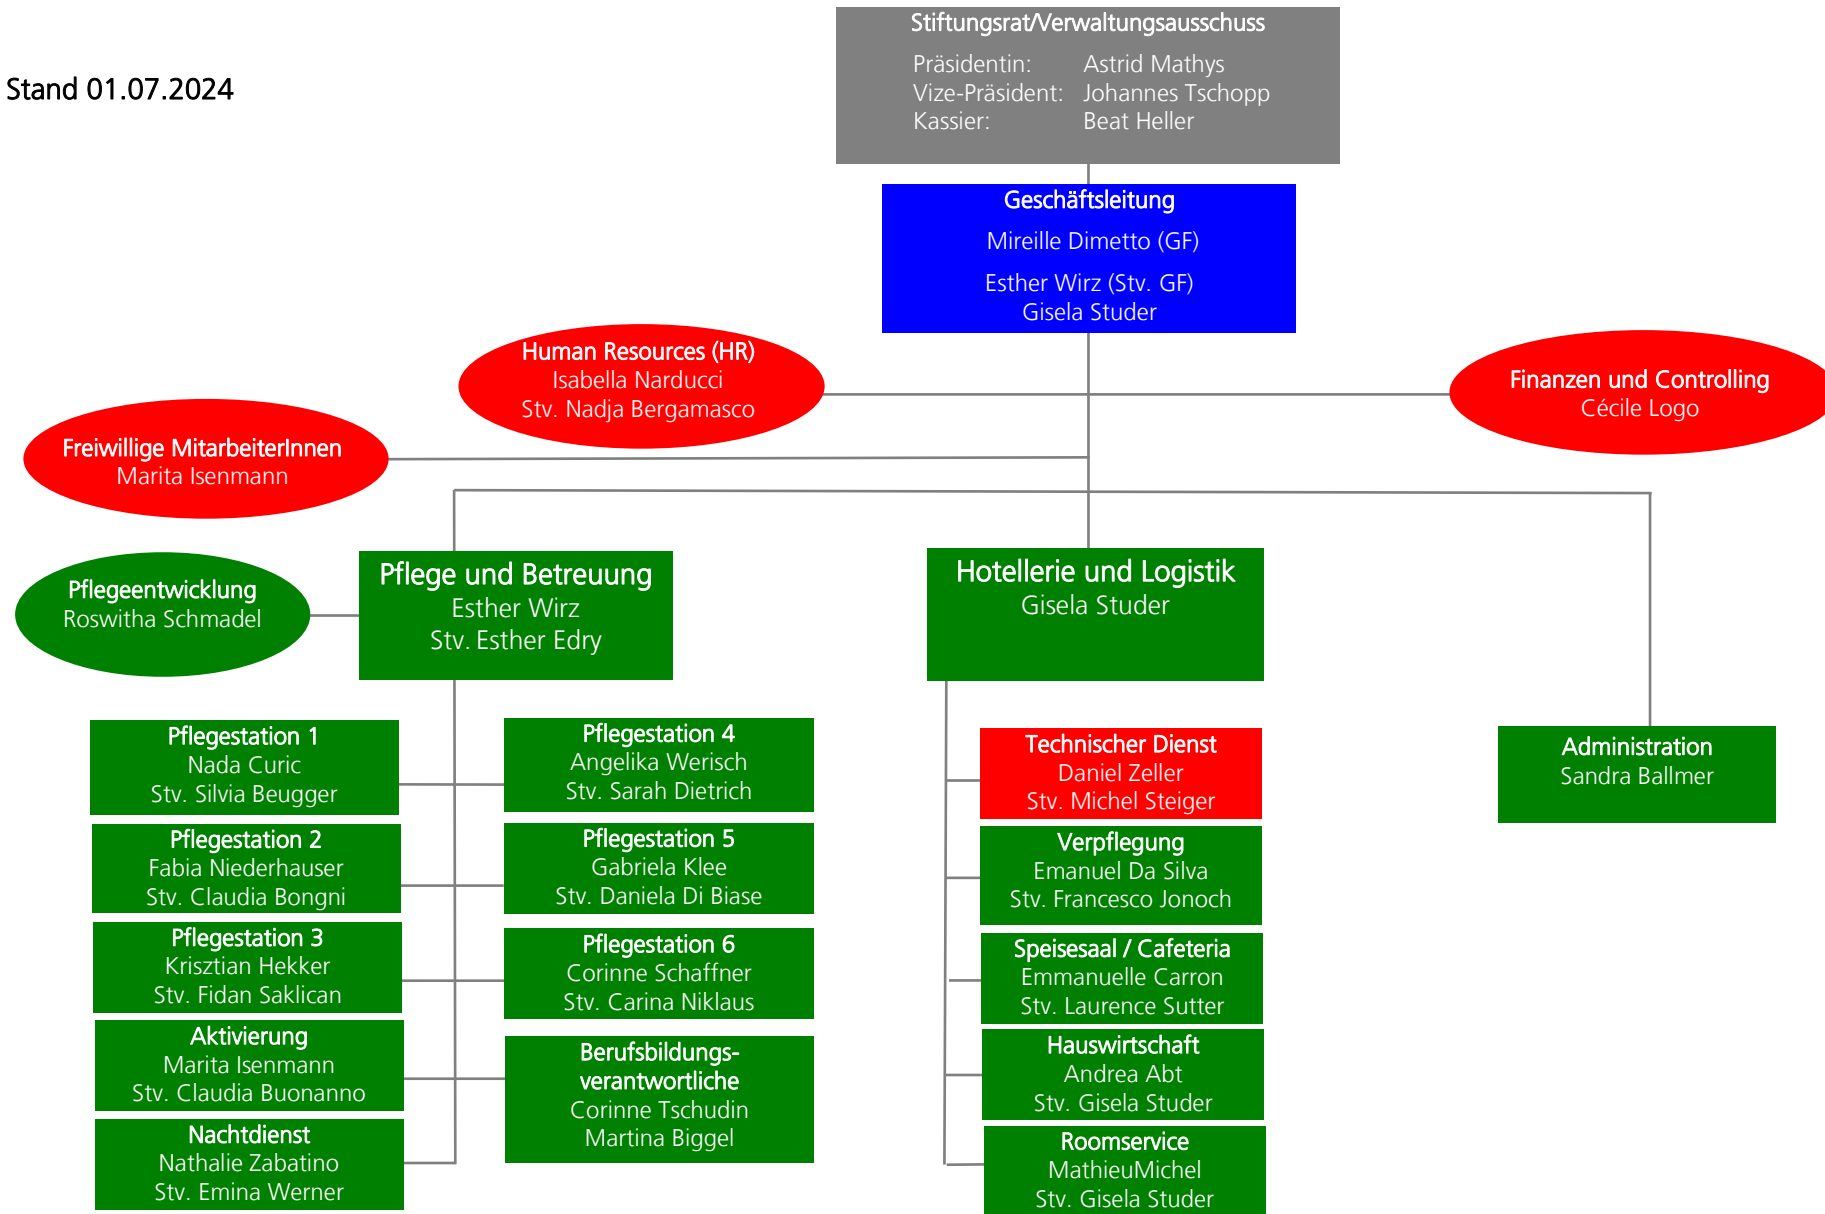 Stand 01.07.2024
Stiftungsrat/Verwaltungsausschuss
Präsidentin: Astrid Mathys
Vize-Präsident: Johannes Tschopp
Kassier: Beat Heller
Geschäftsleitung
Mireille Dimetto (GF)
Esther Wirz (Stv. GF)
Gisela Studer
Human Resources (HR)
Isabella Narducci
Stv. Nadja Bergamasco
Finanzen und Controlling
Cécile Logo
Freiwillige MitarbeiterInnen
Marita Isenmann
Pflegeentwicklung
Roswitha Schmadel
Pflege und Betreuung
Esther Wirz
Stv. Esther Edry
Hotellerie und Logistik
Gisela Studer
Pflegestation 1
Nada Curic
Stv. Silvia Beugger
Pflegestation 2
Fabia Niederhauser
Stv. Claudia Bongni
Pflegestation 3
Krisztian Hekker
Stv. Fidan Saklican
Aktivierung
Marita Isenmann
Stv. Claudia Buonanno
Nachtdienst
Nathalie Zabatino
Stv. Emina Werner
Pflegestation 4
Angelika Werisch
Stv. Sarah Dietrich
Pflegestation 5
Gabriela Klee
Stv. Daniela Di Biase
Pflegestation 6
Corinne Schaffner
Stv. Carina Niklaus
Berufsbildungs-
verantwortliche
Corinne Tschudin
Martina Biggel
Technischer Dienst
Daniel Zeller
Stv. Michel Steiger
Verpflegung
Emanuel Da Silva
Stv. Francesco Jonoch
Speisesaal / Cafeteria
Emmanuelle Carron
Stv. Laurence Sutter
Hauswirtschaft
Andrea Abt
Stv. Gisela Studer
Roomservice
MathieuMichel
Stv. Gisela Studer
Administration
Sandra Ballmer